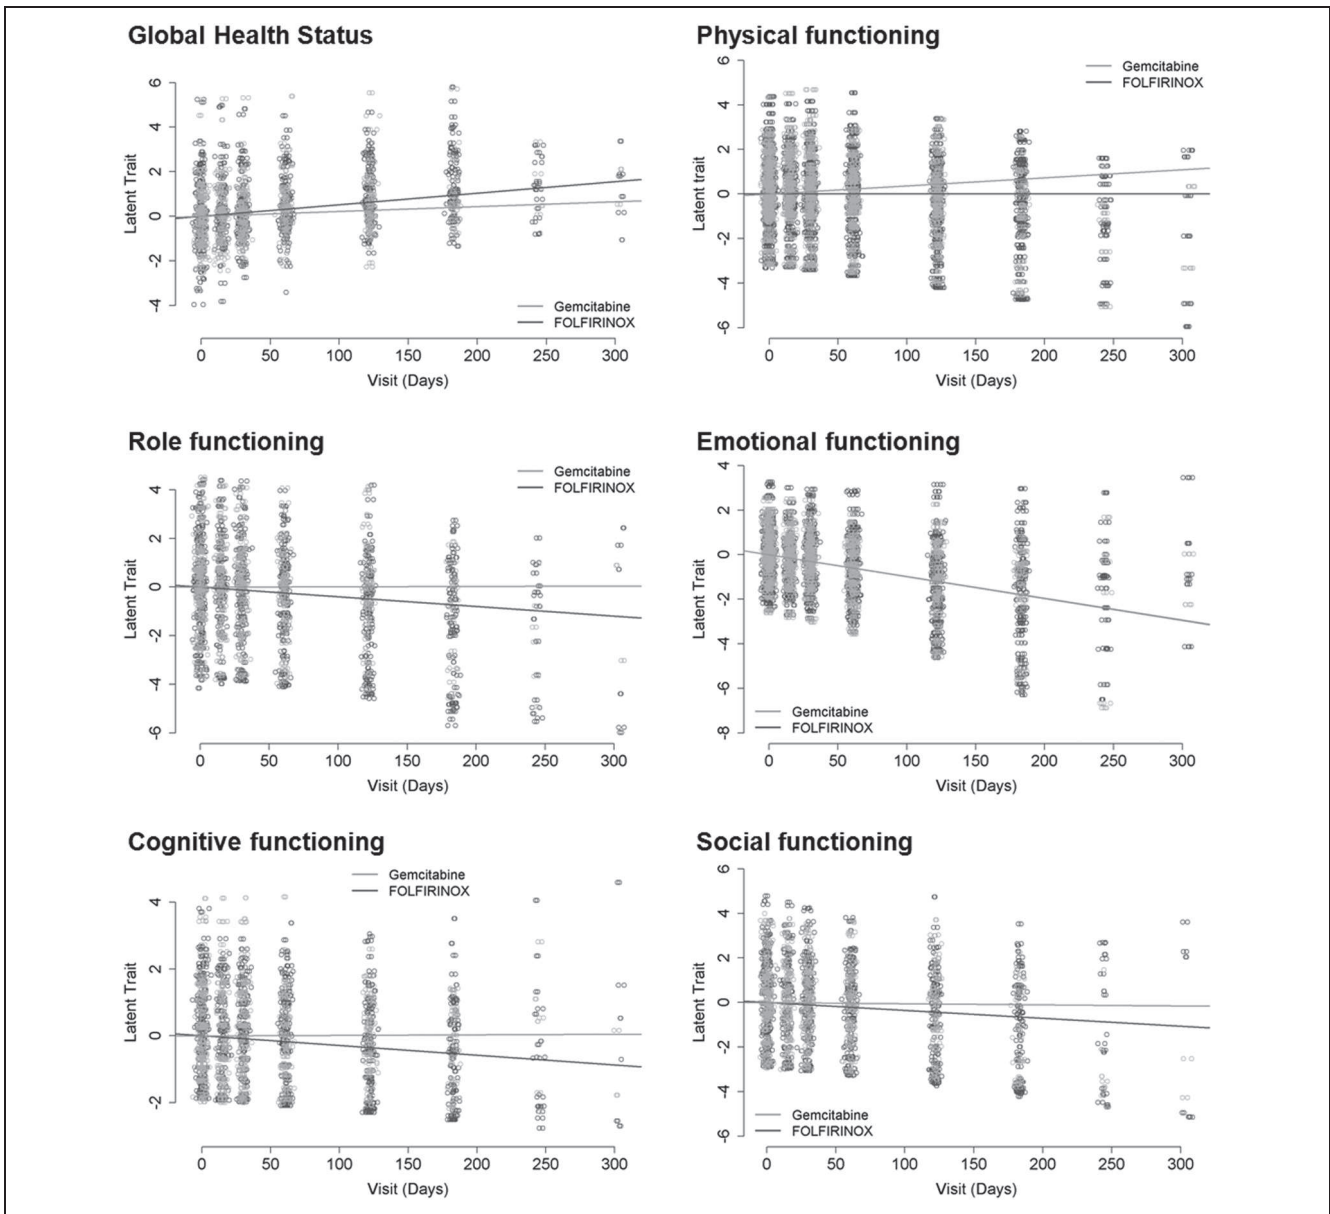 Global Health Status
6
4
2
0
-2
-4
Latent Trait
Gemcitabine
FOLFIRINOX
0 50 100 150 200 250 300
Visit (Days)
Physical functioning
6
4
2
0
-2
-4
-6
Latent trait
Gemcitabine
FOLFIRINOX
0 50 100 150 200 250 300
Visit (Days)
Role functioning
4
2
0
-2
-4
-6
Latent Trait
Gemcitabine
FOLFIRINOX
0 50 100 150 200 250 300
Visit (Days)
Emotional functioning
4
2
0
-2
-4
-6
-8
Latent Trait
Gemcitabine
FOLFIRINOX
0 50 100 150 200 250 300
Visit (Days)
Cognitive functioning
4
2
0
-2
Latent Trait
Gemcitabine
FOLFIRINOX
0 50 100 150 200 250 300
Visit (Days)
Social functioning
6
4
2
0
-2
-4
-6
Latent Trait
Gemcitabine
FOLFIRINOX
0 50 100 150 200 250 300
Visit (Days)